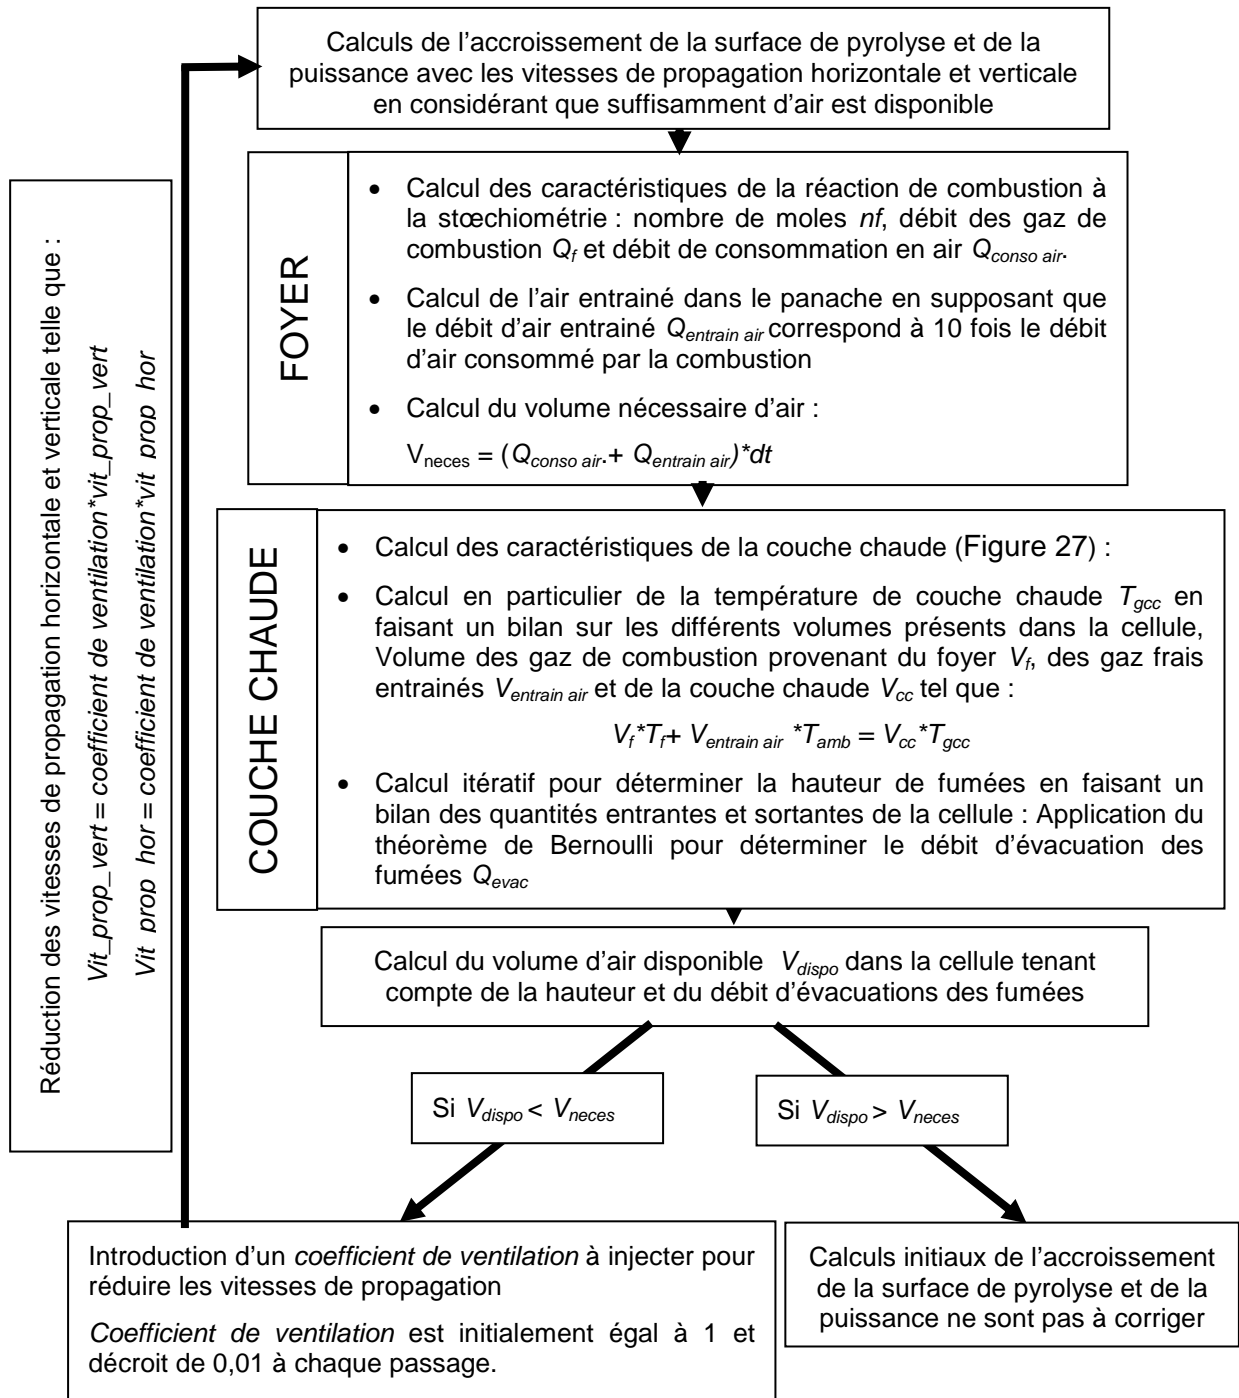 Calculs de l’accroissement de la surface de pyrolyse et de la
puissance avec les vitesses de propagation horizontale et verticale
en considérant que suffisamment d’air est disponible
Réduction des vitesses de propagation horizontale et verticale telle que :
Vit_prop_vert = coefficient de ventilation*vit_prop_vert
Vit prop hor = coefficient de ventilation*vit prop hor
FOYER
• Calcul des caractéristiques de la réaction de combustion à
la stœchiométrie : nombre de moles nf, débit des gaz de
combustion Qf et débit de consommation en air Qconso air.
• Calcul de l’air entrainé dans le panache en supposant que
le débit d’air entrainé Qentrain air correspond à 10 fois le débit
d’air consommé par la combustion
• Calcul du volume nécessaire d’air :
Vneces = (Qconso air.+ Qentrain air)*dt
COUCHE CHAUDE
• Calcul des caractéristiques de la couche chaude (Figure 27) :
• Calcul en particulier de la température de couche chaude Tgcc en
faisant un bilan sur les différents volumes présents dans la cellule,
Volume des gaz de combustion provenant du foyer Vf, des gaz frais
entrainés Ventrain air et de la couche chaude Vcc tel que :
Vf*Tf+ Ventrain air *Tamb = Vcc*Tgcc
• Calcul itératif pour déterminer la hauteur de fumées en faisant un
bilan des quantités entrantes et sortantes de la cellule : Application du
théorème de Bernoulli pour déterminer le débit d’évacuation des
fumées Qevac
Calcul du volume d’air disponible Vdispo dans la cellule tenant
compte de la hauteur et du débit d’évacuations des fumées
Si Vdispo < Vneces
Si Vdispo > Vneces
Introduction d’un coefficient de ventilation à injecter pour
réduire les vitesses de propagation
Coefficient de ventilation est initialement égal à 1 et
décroit de 0,01 à chaque passage.
Calculs initiaux de l’accroissement
de la surface de pyrolyse et de la
puissance ne sont pas à corriger